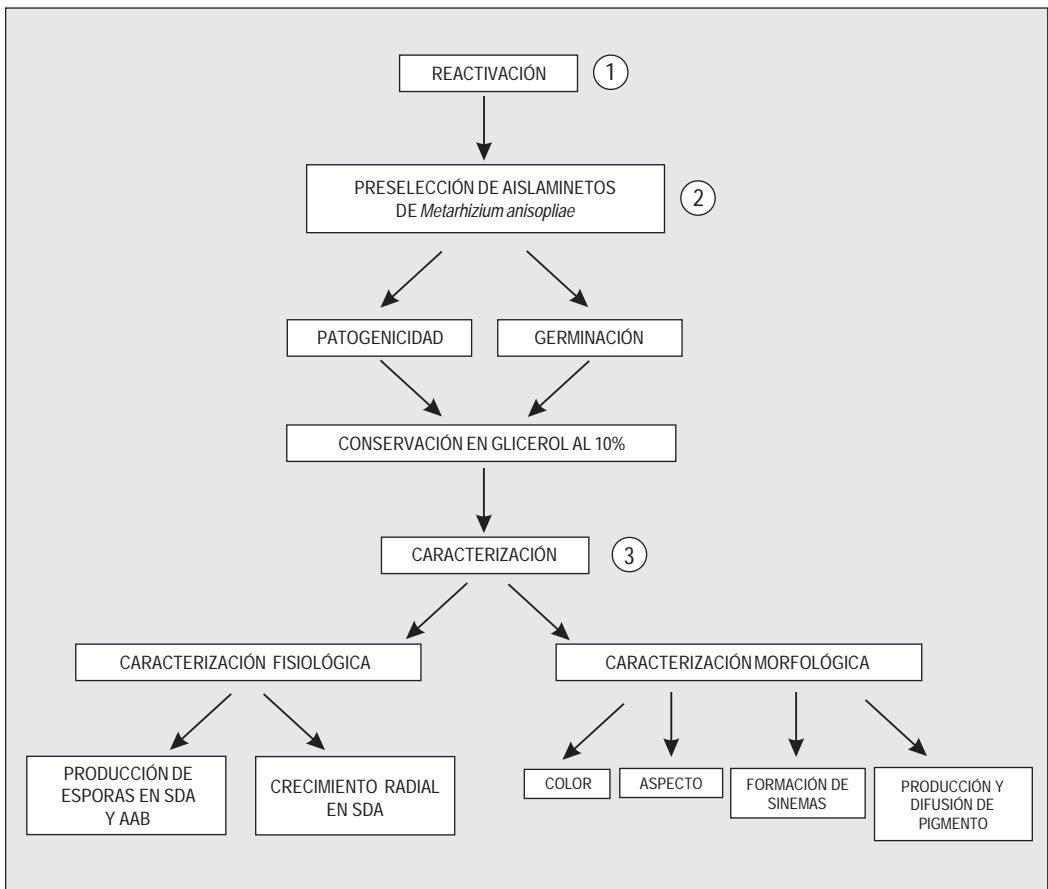 REACTIVACIÓN
1
PRESELECCIÓN DE AISLAMINETOS
DE Metarhizium anisopliae
2
PATOGENICIDAD
GERMINACIÓN
CONSERVACIÓN EN GLICEROL AL 10%
CARACTERIZACIÓN
3
CARACTERIZACIÓN FISIOLÓGICA
CARACTERIZACIÓN MORFOLÓGICA
PRODUCCIÓN DE
ESPORAS EN SDA
Y AAB
CRECIMIENTO RADIAL
EN SDA
COLOR
ASPECTO
FORMACIÓN DE
SINEMAS
PRODUCCIÓN Y
DIFUSIÓN DE
PIGMENTO